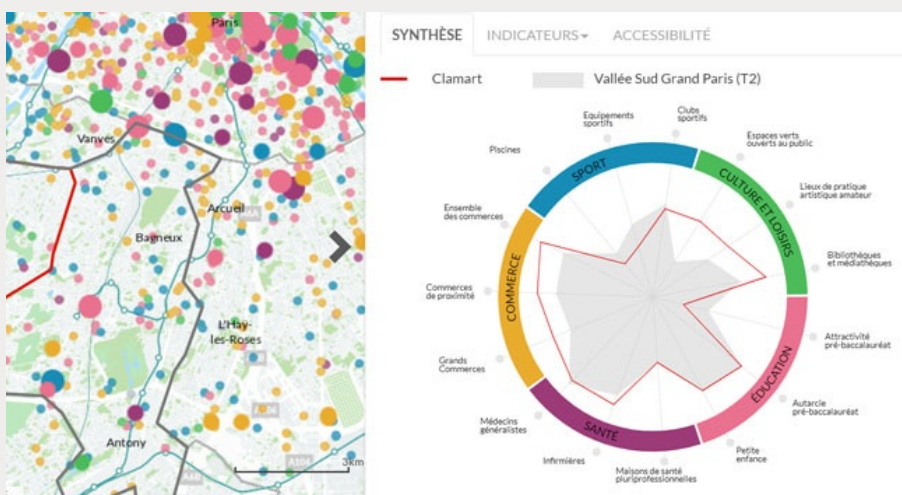 Paris
Vanves
Arcueil
Bagneux
L'Hay-
les-Roses
Antony
3km
SYNTHÈSE
INDICATEURS
ACCESSIBILITÉ
Clamart
Vallée Sud Grand Paris (T2)
Clubs
sportifs
Equipements
sportifs
Espaces verts
ouverts au public
Piscines
Lieux de pratique
artistique amateur
Ensemble
des commerces
Bibliothèques
et médiathèques
Commerces
de proximité
Attractivité
pré-baccalauréat
Grands
Commerces
Autarcie
pré-baccalauréat
Médecins
généralistes
Petite
enfance
Infirmières
Maisons de santé
pluriprofessionnelles
SPORT
CULTURE ET LOISIRS
COMMERCE
ÉDUCATION
SANTÉ